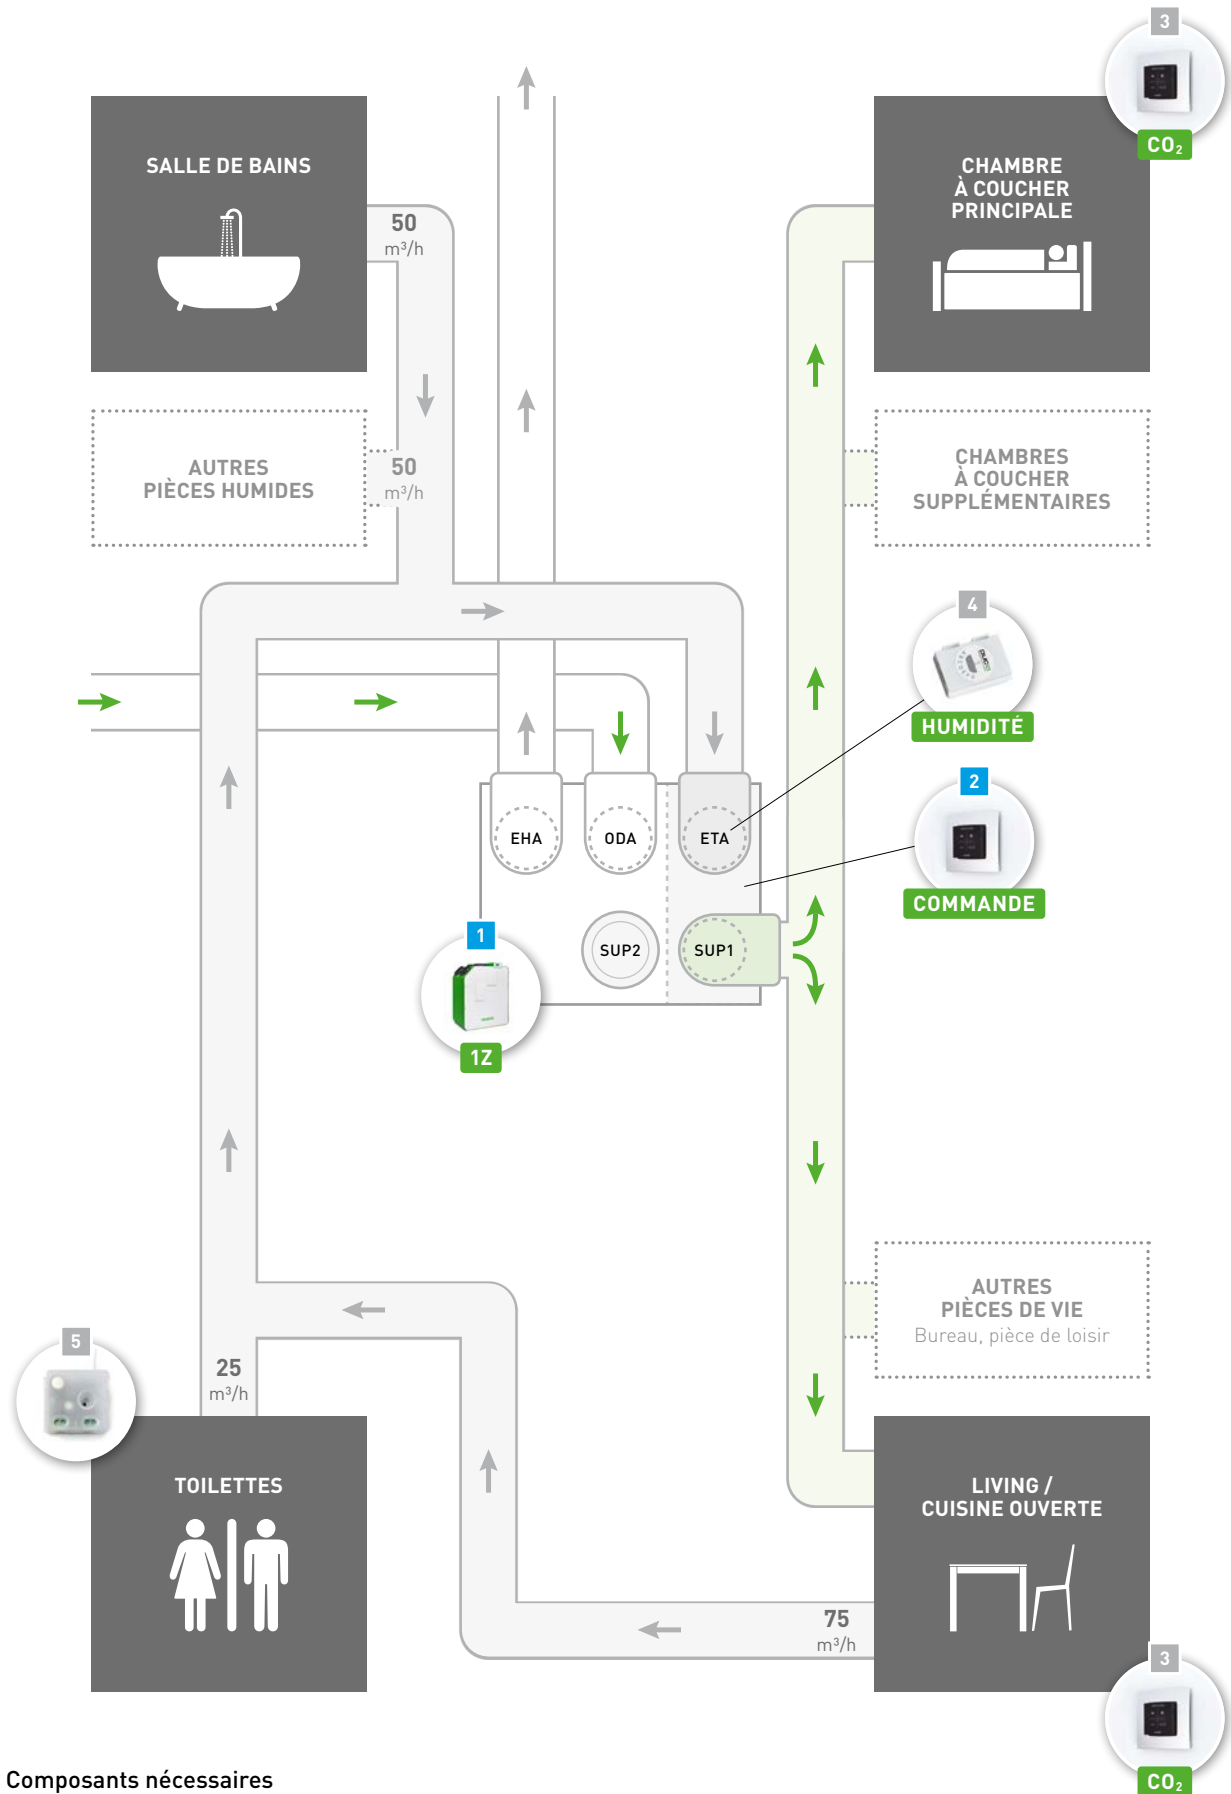 3
CO₂
SALLE DE BAINS
50
m³/h
CHAMBRE
À COUCHER
PRINCIPALE
AUTRES
PIÈCES HUMIDES
50
m³/h
CHAMBRES
À COUCHER
SUPPLÉMENTAIRES
4
HUMIDITÉ
2
COMMANDE
EHA
ODA
ETA
SUP2
SUP1
1
1Z
AUTRES
PIÈCES DE VIE
Bureau, pièce de loisir
5
25
m³/h
TOILETTES
LIVING /
CUISINE OUVERTE
75
m³/h
3
CO₂
Composants nécessaires